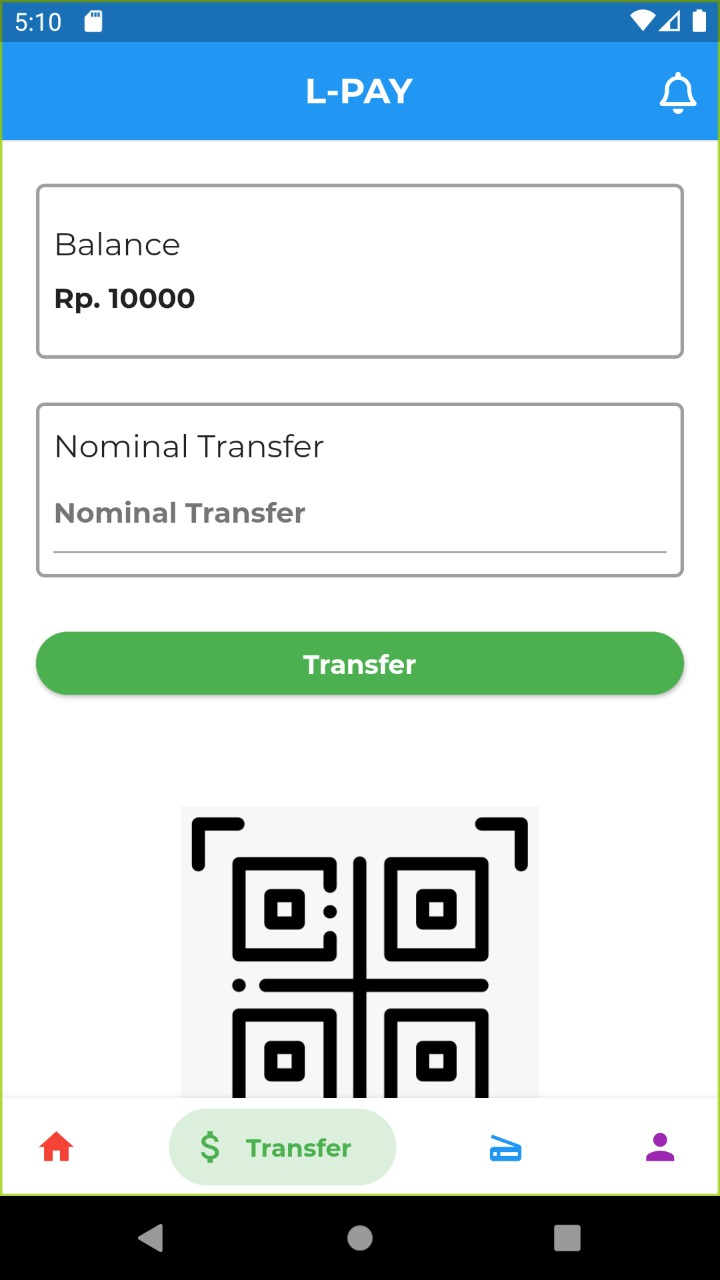 5:10
L-PAY
Balance
Rp. 10000
Nominal Transfer
Nominal Transfer
Transfer
$ Transfer